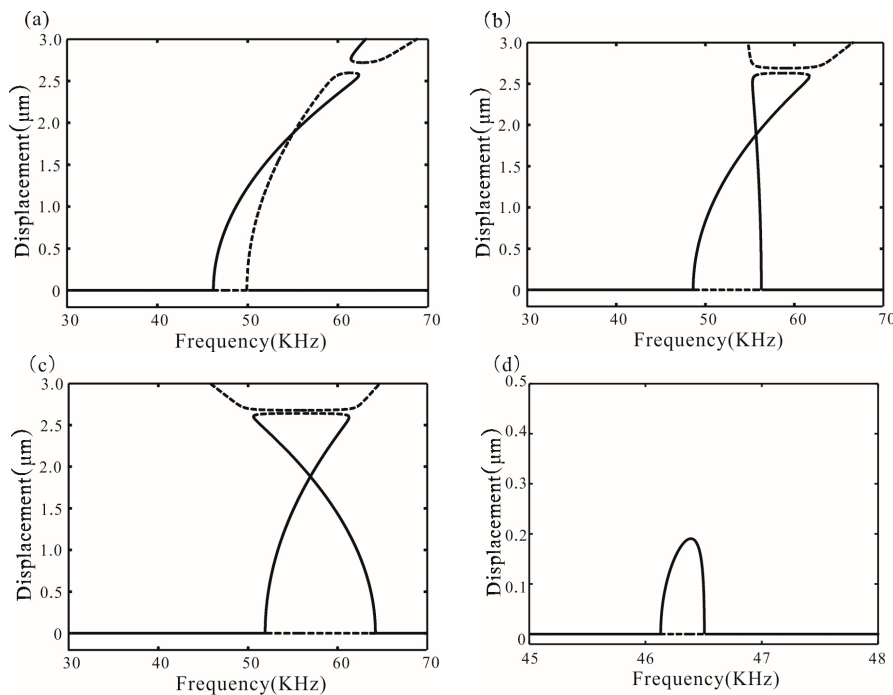 (a)
3.0
2.5
2.0
1.5
1.0
0.5
0
Displacement(μm)
30 40 50 60 70
Frequency(KHz)
(b)
3.0
2.5
2.0
1.5
1.0
0.5
0
Displacement(μm)
30 40 50 60 70
Frequency(KHz)
(c)
3.0
2.5
2.0
1.5
1.0
0.5
0
Displacement(μm)
30 40 50 60 70
Frequency(KHz)
(d)
0.5
0.4
0.3
0.2
0.1
0
Displacement(μm)
45 46 47 48
Frequency(KHz)